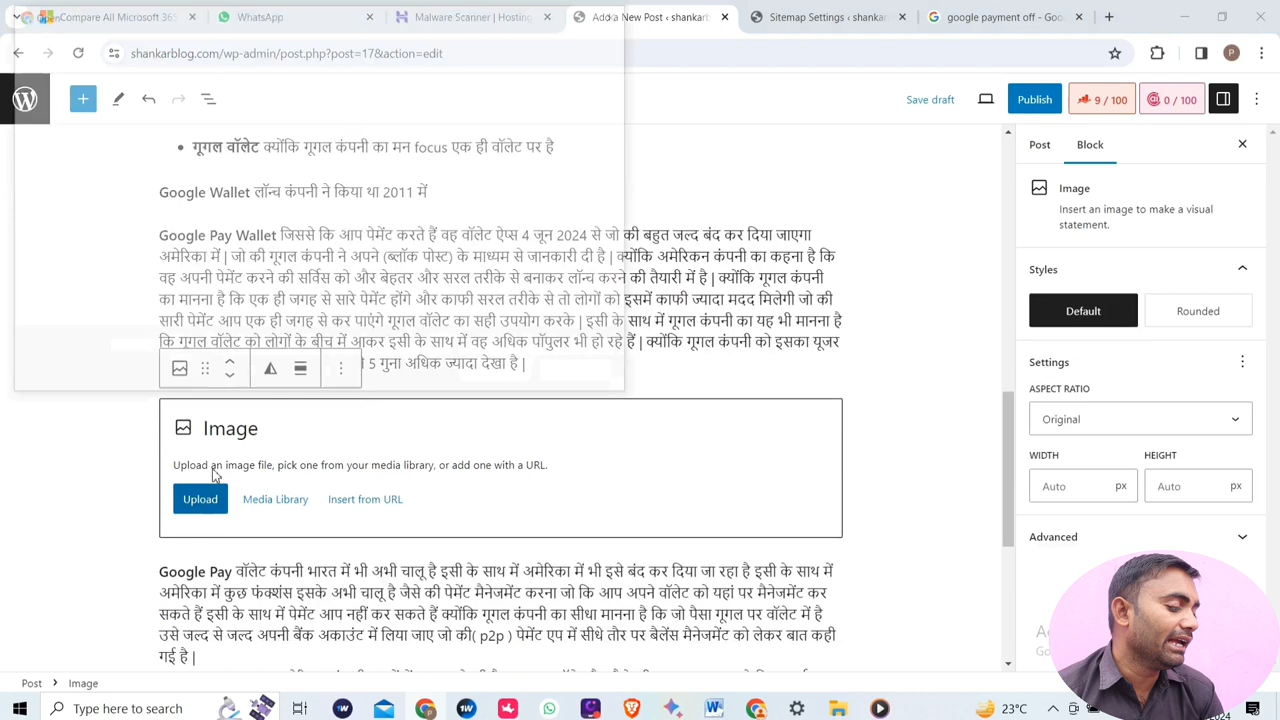 Compare All Microsoft 365
WhatsApp
Malware Scanner | Hosting
Add a New Post ‹ shankarb
Sitemap Settings ‹ shankarb
google payment off - Goo
shankarblog.com/wp-admin/post.php?post=17&action=edit
P
Save draft
Publish
9 / 100
0 / 100
Post
Block
Image
Insert an image to make a visual
statement.
Styles
Default
Rounded
Settings
ASPECT RATIO
Original
WIDTH
HEIGHT
Auto px
Auto px
Advanced
गूगल वॉलेट क्योंकि गूगल कंपनी का मन focus एक ही वॉलेट पर है
Google Wallet लॉन्च कंपनी ने किया था 2011 में
Google Pay Wallet जिससे कि आप पेमेंट करते हैं वह वॉलेट ऐप्स 4 जून 2024 से जो की बहुत जल्द बंद कर दिया जाएगा
अमेरिका में | जो की गूगल कंपनी ने अपने (ब्लॉक पोस्ट) के माध्यम से जानकारी दी है | क्योंकि अमेरिकन कंपनी का कहना है कि
वह अपनी पेमेंट करने की सर्विस को और बेहतर और सरल तरीके से बनाकर लॉन्च करने की तैयारी में है | क्योंकि गूगल कंपनी
का मानना है कि एक ही जगह से सारे पेमेंट होंगे और काफी सरल तरीके से तो लोगों को इसमें काफी ज्यादा मदद मिलेगी जो की
सारी पेमेंट आप एक ही जगह से कर पाएंगे गूगल वॉलेट का सही उपयोग करके | इसी के साथ में गूगल कंपनी का यह भी मानना है
कि गूगल वॉलेट को लोगों के बीच में आकर इसी के साथ में वह अधिक पॉपुलर भी हो रहे हैं | क्योंकि गूगल कंपनी को इसका यूजर
5 गुना अधिक ज्यादा देखा है |
Image
Upload an image file, pick one from your media library, or add one with a URL.
Upload
Media Library
Insert from URL
Google Pay वॉलेट कंपनी भारत में भी अभी चालू है इसी के साथ में अमेरिका में भी इसे बंद कर दिया जा रहा है इसी के साथ में
अमेरिका में कुछ फंक्शंस इसके अभी चालू है जैसे की पेमेंट मैनेजमेंट करना जो कि आप अपने वॉलेट को यहां पर मैनेजमेंट कर
सकते हैं इसी के साथ में पेमेंट आप नहीं कर सकते हैं क्योंकि गूगल कंपनी का सीधा मानना है कि जो पैसा गूगल पर वॉलेट में है
उसे जल्द से जल्द अपनी बैंक अकाउंट में लिया जाए जो की( p2p ) पेमेंट एप में सीधे तौर पर बैलेंस मैनेजमेंट को लेकर बात कही
गई है |
Post
Image
Type here to search
23°C